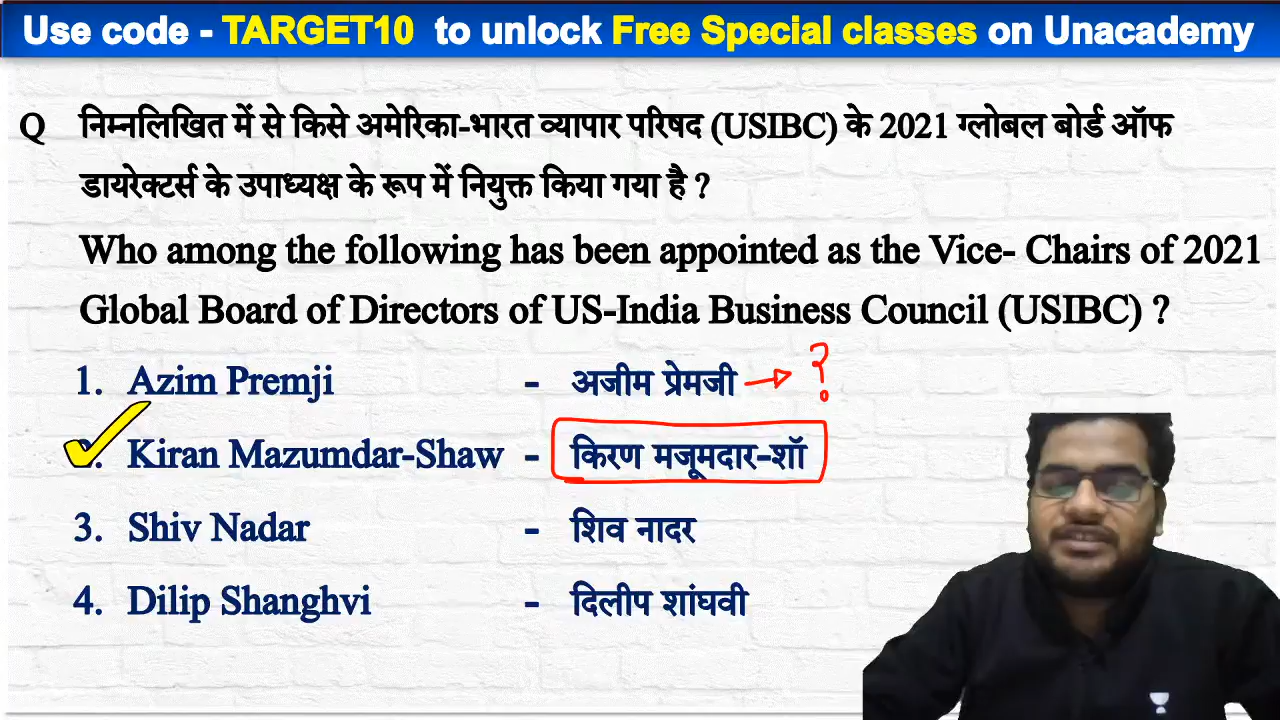 Use code - TARGET10 to unlock Free Special classes on Unacademy
Q निम्नलिखित में से किसे अमेरिका-भारत व्यापार परिषद (USIBC) के 2021 ग्लोबल बोर्ड ऑफ
डायरेक्टर्स के उपाध्यक्ष के रूप में नियुक्त किया गया है ?
Who among the following has been appointed as the Vice- Chairs of 2021
Global Board of Directors of US-India Business Council (USIBC) ?
1. Azim Premji - अजीम प्रेमजी → ?
Kiran Mazumdar-Shaw - किरण मजूमदार-शॉ
3. Shiv Nadar - शिव नादर
4. Dilip Shanghvi - दिलीप शांघवी